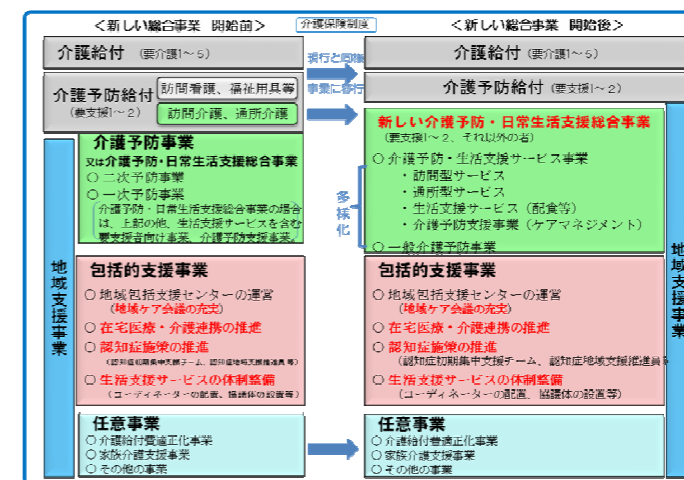 ＜新しい総合事業 開始前＞
介護保険制度
＜新しい総合事業 開始後＞
介護給付（要介護1～5）
現行と同様
介護給付（要介護1～5）
介護予防給付
（要支援1～2）
訪問看護、福祉用具等
訪問介護、通所介護
事業に移行
介護予防給付（要支援1～2）
介護予防事業
又は介護予防・日常生活支援総合事業
○ 二次予防事業
○ 一次予防事業
介護予防・日常生活支援総合事業の場合
は、上記の他、生活支援サービスを含む
要支援者向け事業、介護予防支援事業。
多様化
新しい介護予防・日常生活支援総合事業
（要支援1～2、それ以外の者）
○ 介護予防・生活支援サービス事業
・訪問型サービス
・通所型サービス
・生活支援サービス（配食等）
・介護予防支援事業（ケアマネジメント）
○ 一般介護予防事業
地域支援事業
包括的支援事業
○ 地域包括支援センターの運営
（地域ケア会議の充実）
○ 在宅医療・介護連携の推進
○ 認知症施策の推進
（認知症初期集中支援チーム、認知症地域支援推進員 等）
○ 生活支援サービスの体制整備
（コーディネーターの配置、協議体の設置等）
包括的支援事業
○ 地域包括支援センターの運営
（地域ケア会議の充実）
○ 在宅医療・介護連携の推進
○ 認知症施策の推進
（認知症初期集中支援チーム、認知症地域支援推進員
○ 生活支援サービスの体制整備
（コーディネーターの配置、協議体の設置等）
地域支援事業
任意事業
○ 介護給付費適正化事業
○ 家族介護支援事業
○ その他の事業
任意事業
○ 介護給付費適正化事業
○ 家族介護支援事業
○ その他の事業